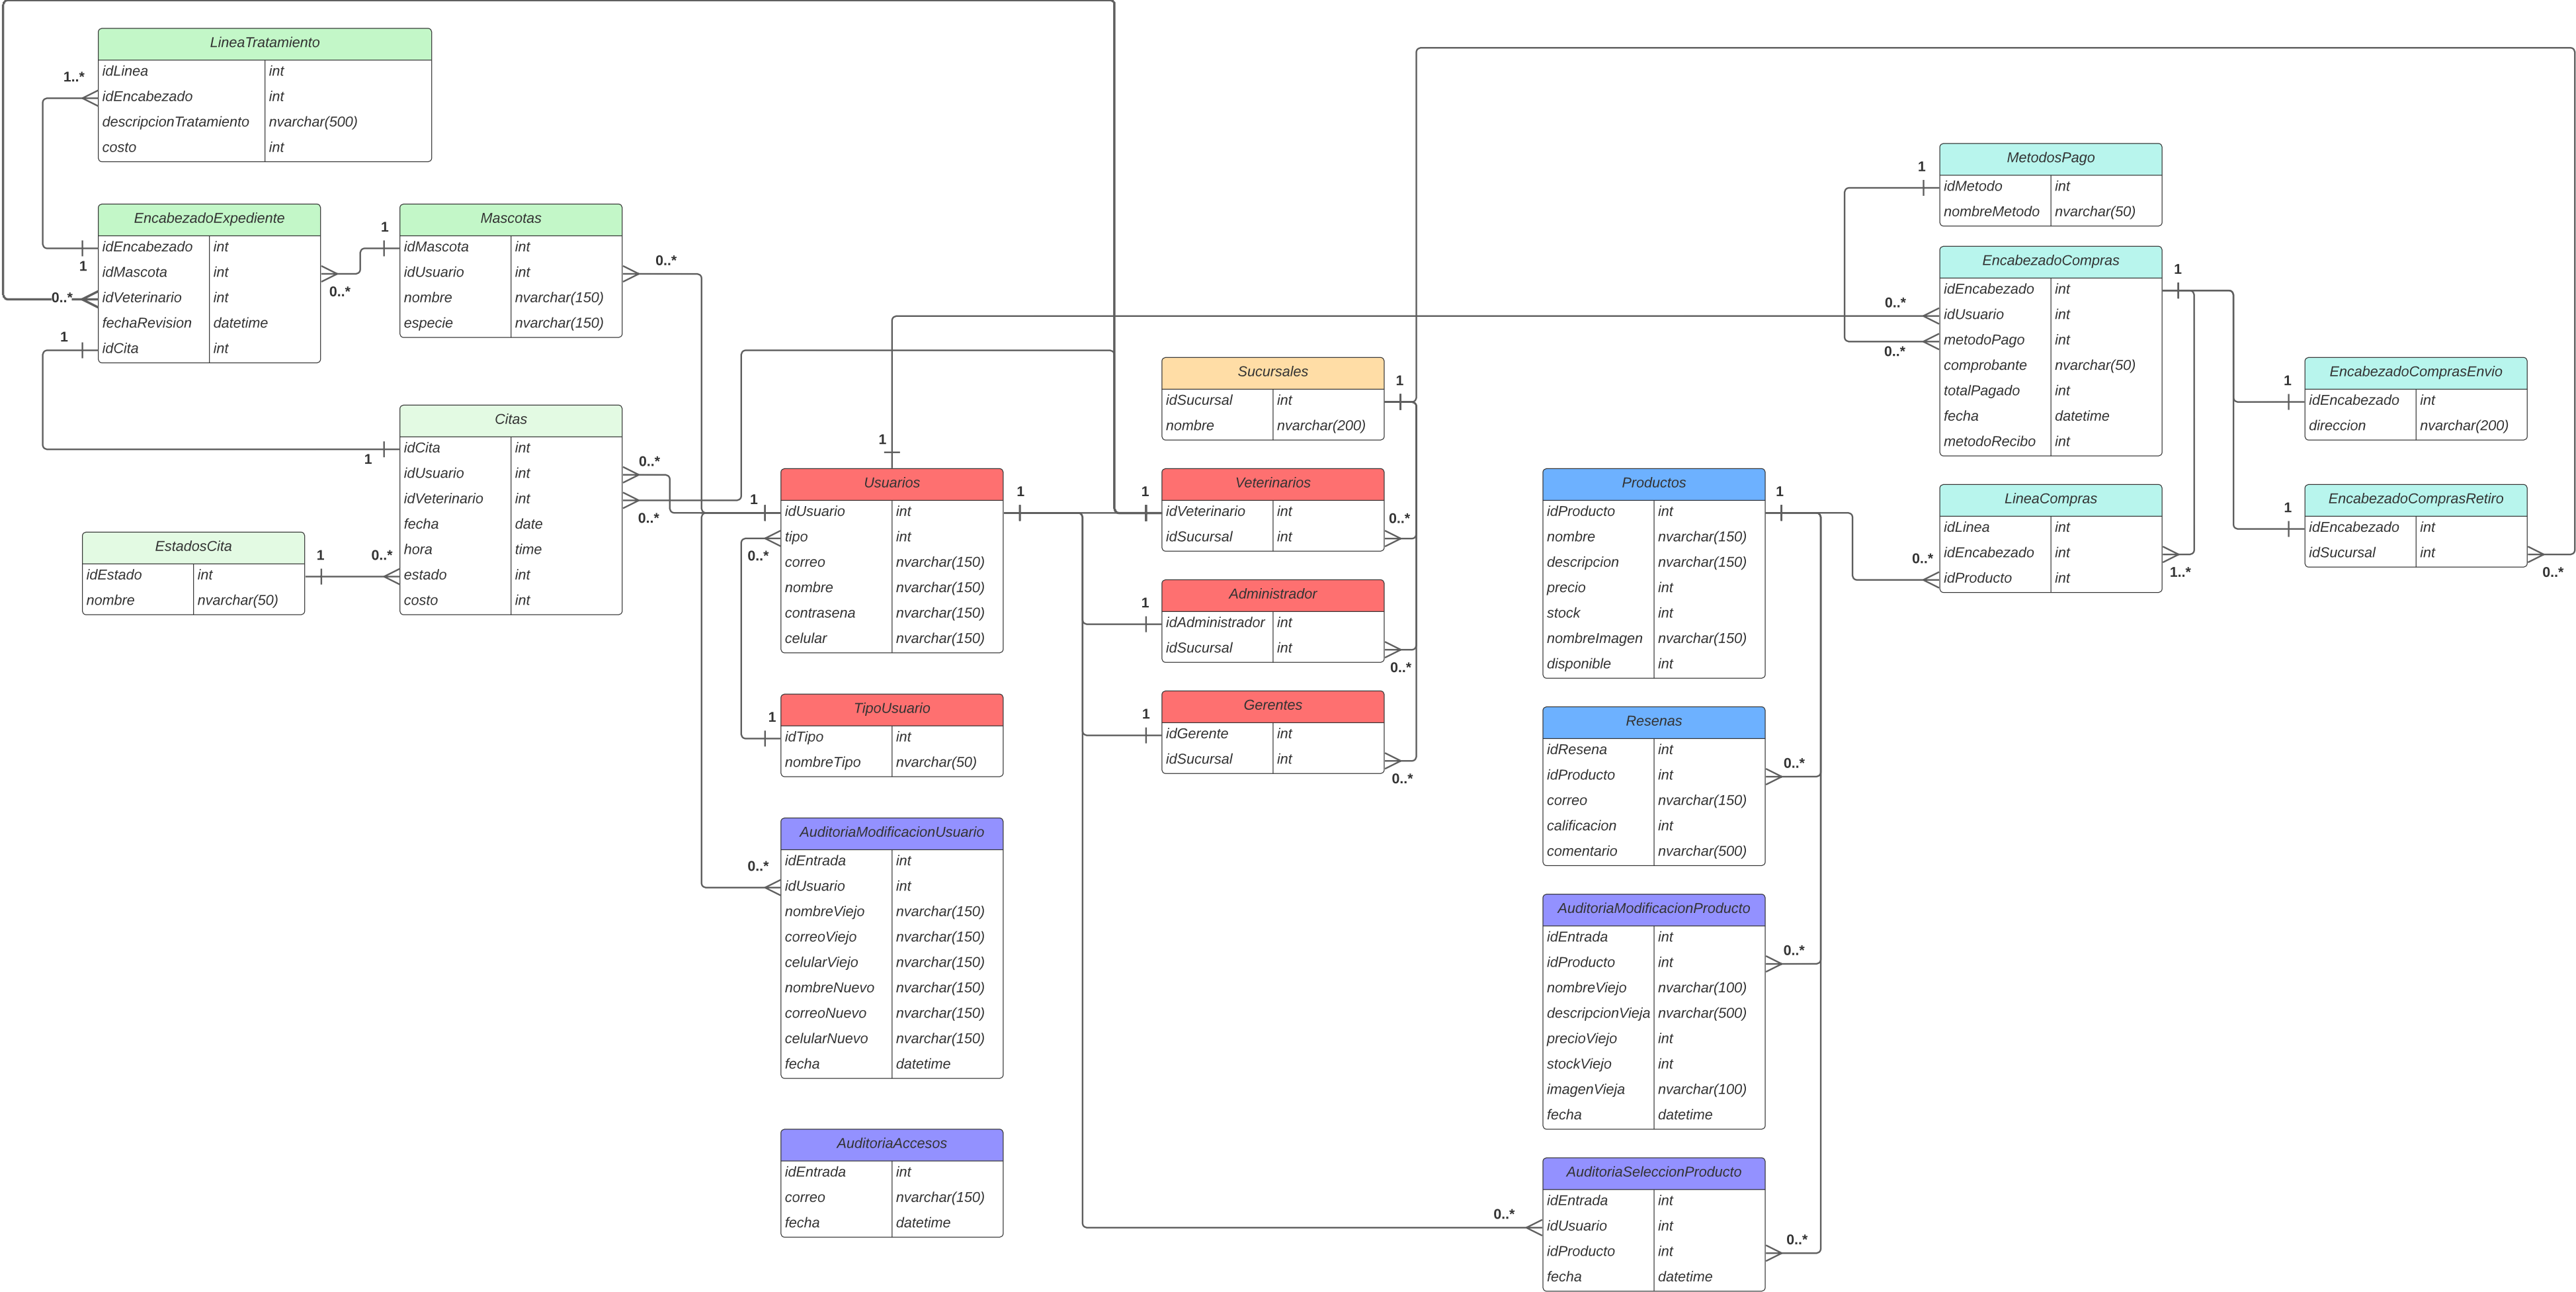 LineaTratamiento
idLinea int
idEncabezado int
descripcionTratamiento nvarchar(500)
costo int
1..*
EncabezadoExpediente
idEncabezado int
idMascota int
idVeterinario int
fechaRevision datetime
idCita int
1
0..*
1
0..*
Mascotas
idMascota int
idUsuario int
nombre nvarchar(150)
especie nvarchar(150)
1
0..*
Citas
idCita int
idUsuario int
idVeterinario int
fecha date
hora time
estado int
costo int
1
0..*
0..*
0..*
EstadosCita
idEstado int
nombre nvarchar(50)
1
Usuarios
idUsuario int
tipo int
correo nvarchar(150)
nombre nvarchar(150)
contrasena nvarchar(150)
celular nvarchar(150)
1
1
1
0..*
TipoUsuario
idTipo int
nombreTipo nvarchar(50)
1
AuditoriaModificacionUsuario
idEntrada int
idUsuario int
nombreViejo nvarchar(150)
correoViejo nvarchar(150)
celularViejo nvarchar(150)
nombreNuevo nvarchar(150)
correoNuevo nvarchar(150)
celularNuevo nvarchar(150)
fecha datetime
0..*
AuditoriaAccesos
idEntrada int
correo nvarchar(150)
fecha datetime
Sucursales
idSucursal int
nombre nvarchar(200)
1
Veterinarios
idVeterinario int
idSucursal int
1
0..*
Administrador
idAdministrador int
idSucursal int
1
0..*
Gerentes
idGerente int
idSucursal int
1
0..*
Productos
idProducto int
nombre nvarchar(150)
descripcion nvarchar(150)
precio int
stock int
nombreImagen nvarchar(150)
disponible int
1
Resenas
idResena int
idProducto int
correo nvarchar(150)
calificacion int
comentario nvarchar(500)
0..*
AuditoriaModificacionProducto
idEntrada int
idProducto int
nombreViejo nvarchar(100)
descripcionVieja nvarchar(500)
precioViejo int
stockViejo int
imagenVieja nvarchar(100)
fecha datetime
0..*
AuditoriaSeleccionProducto
idEntrada int
idUsuario int
idProducto int
fecha datetime
0..*
0..*
MetodosPago
idMetodo int
nombreMetodo nvarchar(50)
1
EncabezadoCompras
idEncabezado int
idUsuario int
metodoPago int
comprobante nvarchar(50)
totalPagado int
fecha datetime
metodoRecibo int
1
0..*
0..*
LineaCompras
idLinea int
idEncabezado int
idProducto int
0..*
1..*
EncabezadoComprasEnvio
idEncabezado int
direccion nvarchar(200)
1
EncabezadoComprasRetiro
idEncabezado int
idSucursal int
1
0..*